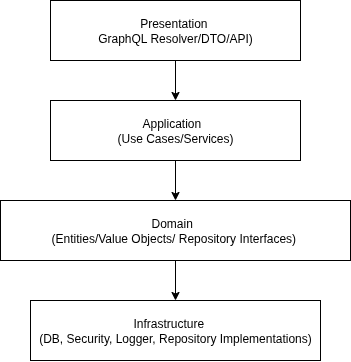 Presentation
GraphQL Resolver/DTO/API)
Application
(Use Cases/Services)
Domain
(Entities/Value Objects/ Repository Interfaces)
Infrastructure
(DB, Security, Logger, Repository Implementations)